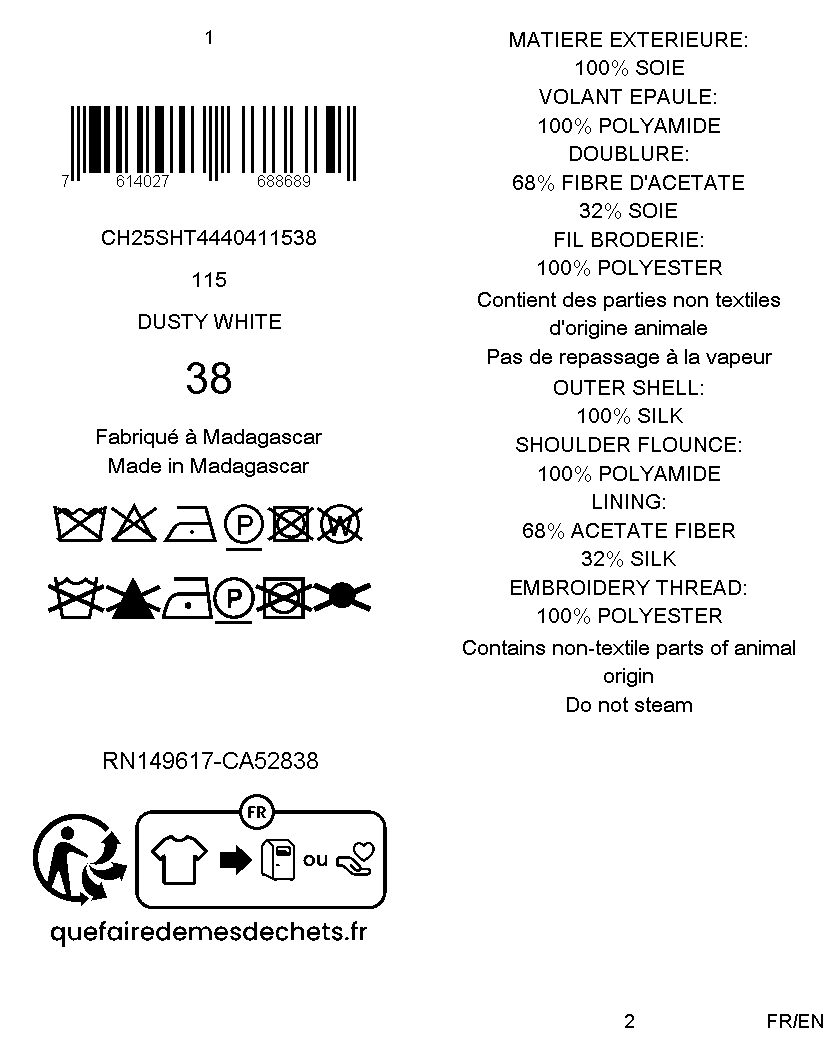 1
7 614027 688689
CH25SHT4440411538
115
DUSTY WHITE
38
Fabriqué à Madagascar
Made in Madagascar
P W
P
RN149617-CA52838
FR
ou
quefairedemesdechets.fr
MATIERE EXTERIEURE:
100% SOIE
VOLANT EPAULE:
100% POLYAMIDE
DOUBLURE:
68% FIBRE D'ACETATE
32% SOIE
FIL BRODERIE:
100% POLYESTER
Contient des parties non textiles
d'origine animale
Pas de repassage à la vapeur
OUTER SHELL:
100% SILK
SHOULDER FLOUNCE:
100% POLYAMIDE
LINING:
68% ACETATE FIBER
32% SILK
EMBROIDERY THREAD:
100% POLYESTER
Contains non-textile parts of animal
origin
Do not steam
2
FR/EN